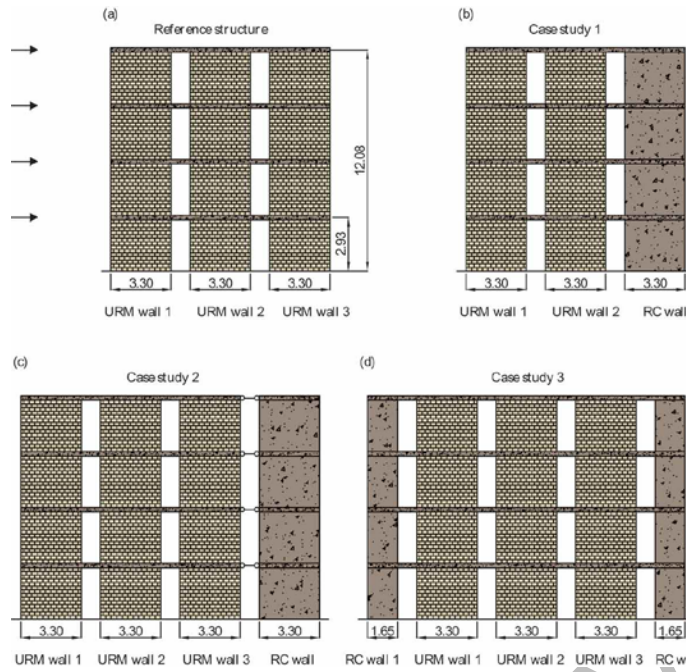 (a)
Reference structure
12.08
2.93
3.30 3.30 3.30
URM wall 1 URM wall 2 URM wall 3
(b)
Case study 1
3.30 3.30 3.30
URM wall 1 URM wall 2 RC wall
(c)
Case study 2
3.30 3.30 3.30 3.30
URM wall 1 URM wall 2 URM wall 3 RC wall
(d)
Case study 3
1.65 3.30 3.30 3.30 1.65
RC wall 1 URM wall 1 URM wall 2 URM wall 3 RC w